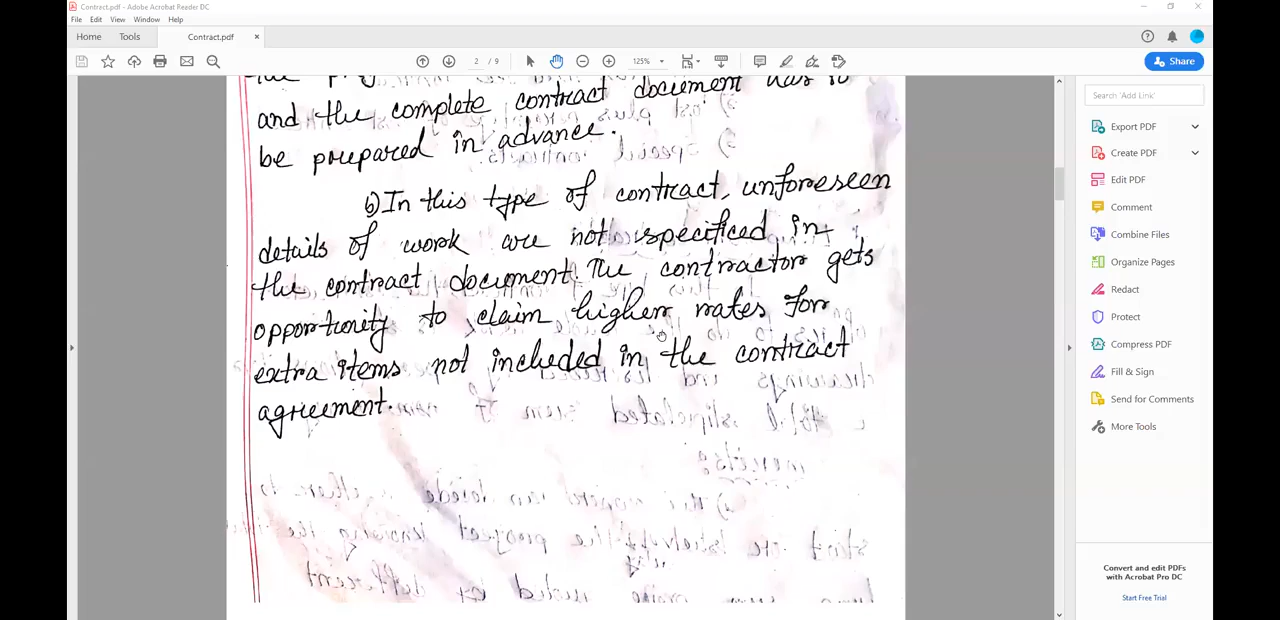 Contract.pdf - Adobe Acrobat Reader DC
File Edit View Window Help
Home Tools Contract.pdf ×
2 / 9 125% Share
and the complete contract document has to
be prepared in advance.
b) In this type of contract, unforeseen
details of work are not specified in
the contract document. The contractor gets
opportunity to claim higher rates for
extra items not included in the contract
agreement.
Search 'Add Link'
Export PDF
Create PDF
Edit PDF
Comment
Combine Files
Organize Pages
Redact
Protect
Compress PDF
Fill & Sign
Send for Comments
More Tools
Convert and edit PDFs
with Acrobat Pro DC
Start Free Trial